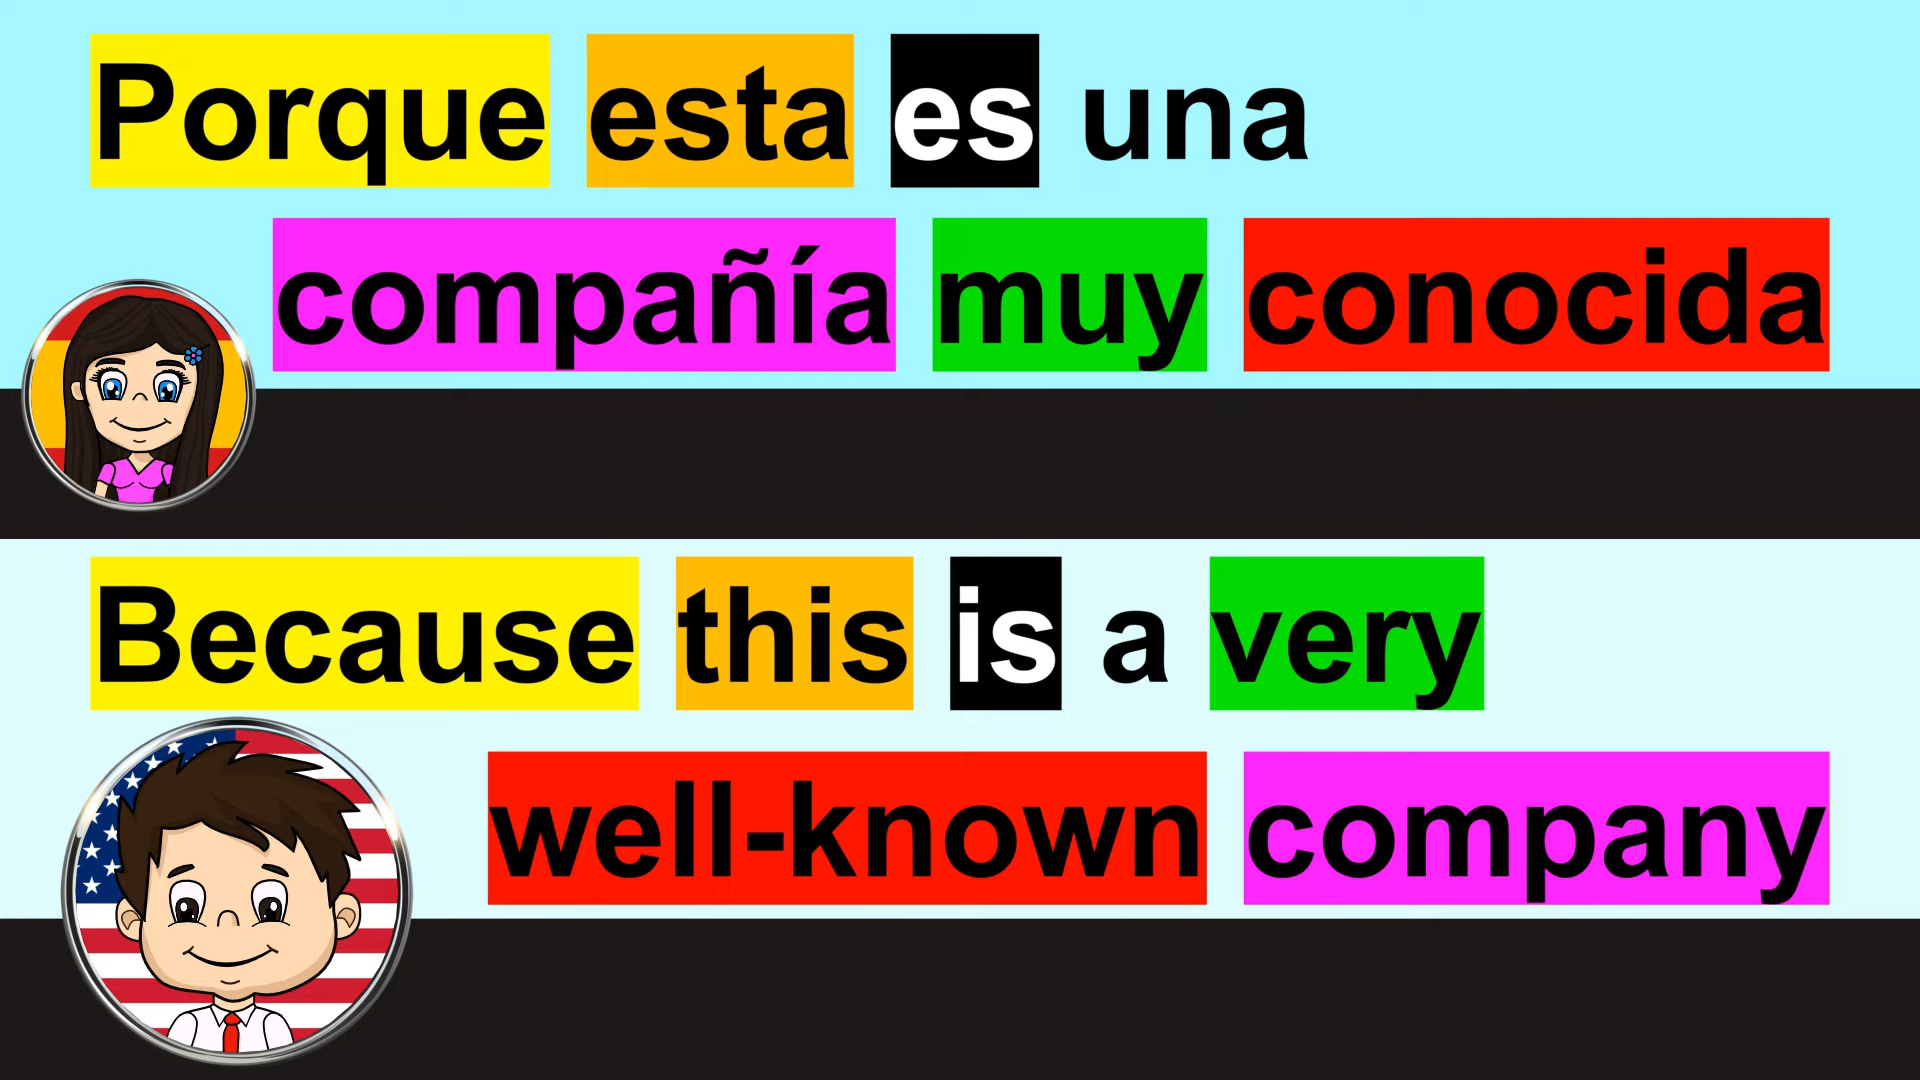 Porque esta es una
compañía muy conocida
Because this is a very
well-known company